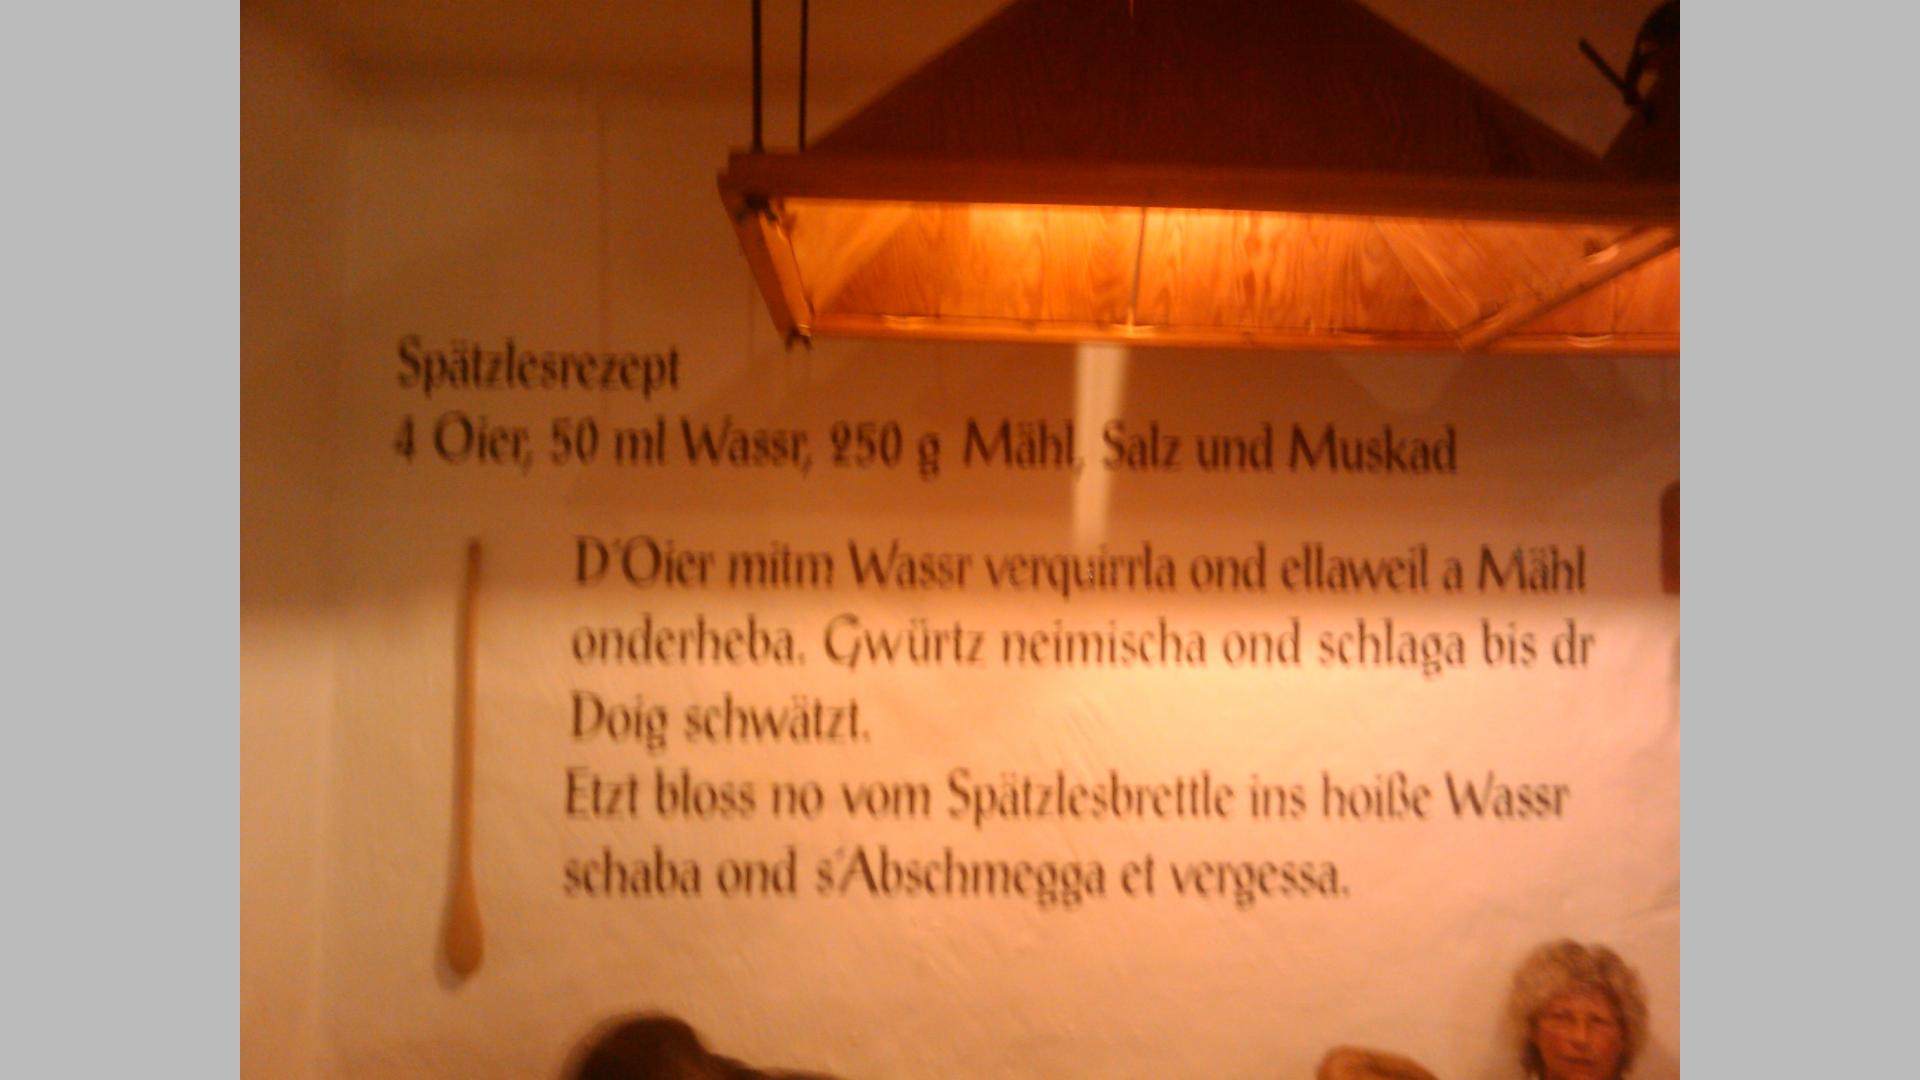 Spätzlesrezept
4 Oier, 50 ml Wassr, 250 g Mähl, Salz und Muskad
D'Oier mitm Wassr verquirrla ond ellaweil a Mähl
onderheba. Gwürtz neimischa ond schlaga bis dr
Doig schwätzt.
Etzt bloss no vom Spätzlesbrettle ins hoiße Wassr
schaba ond s'Abschmegga et vergessa.